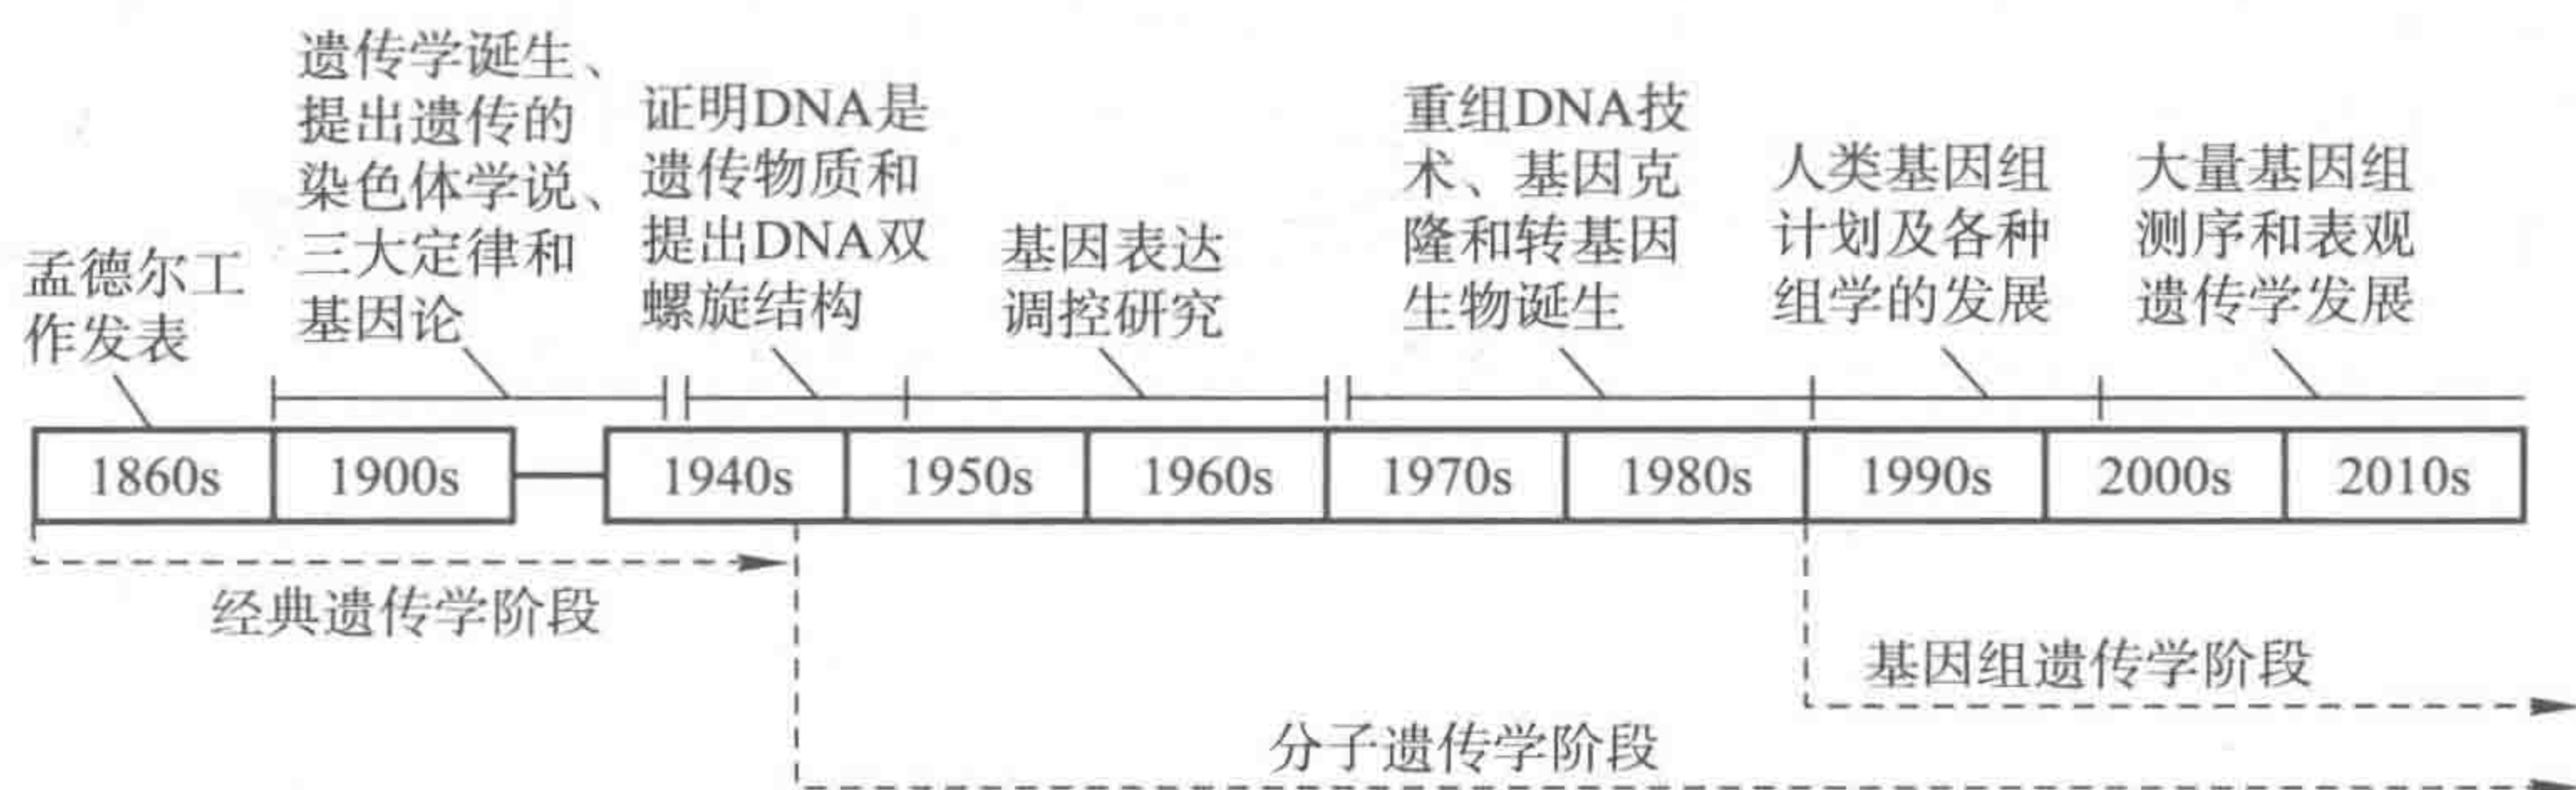 孟德尔工
作发表
遗传学诞生、
提出遗传的
染色体学说、
三大定律和
基因论
证明DNA是
遗传物质和
提出DNA双
螺旋结构
基因表达
调控研究
重组DNA技
术、基因克
隆和转基因
生物诞生
人类基因组
计划及各种
组学的发展
大量基因组
测序和表观
遗传学发展
1860s
1900s
1940s
1950s
1960s
1970s
1980s
1990s
2000s
2010s
经典遗传学阶段
基因组遗传学阶段
分子遗传学阶段